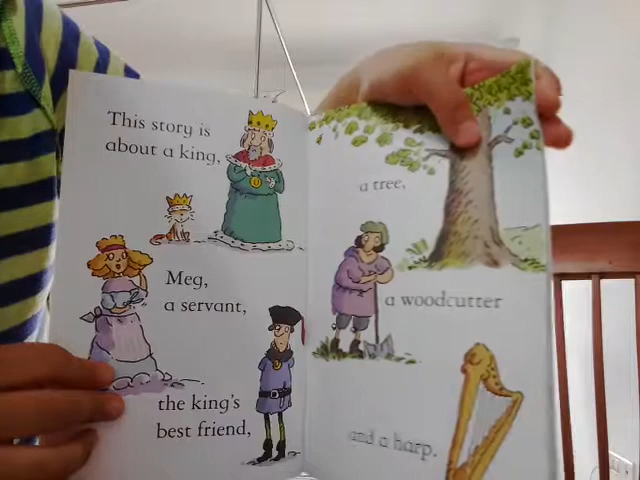 This story is
about a king,
Meg,
a servant,
the king's
best friend,
a tree,
a woodcutter
and a harp.